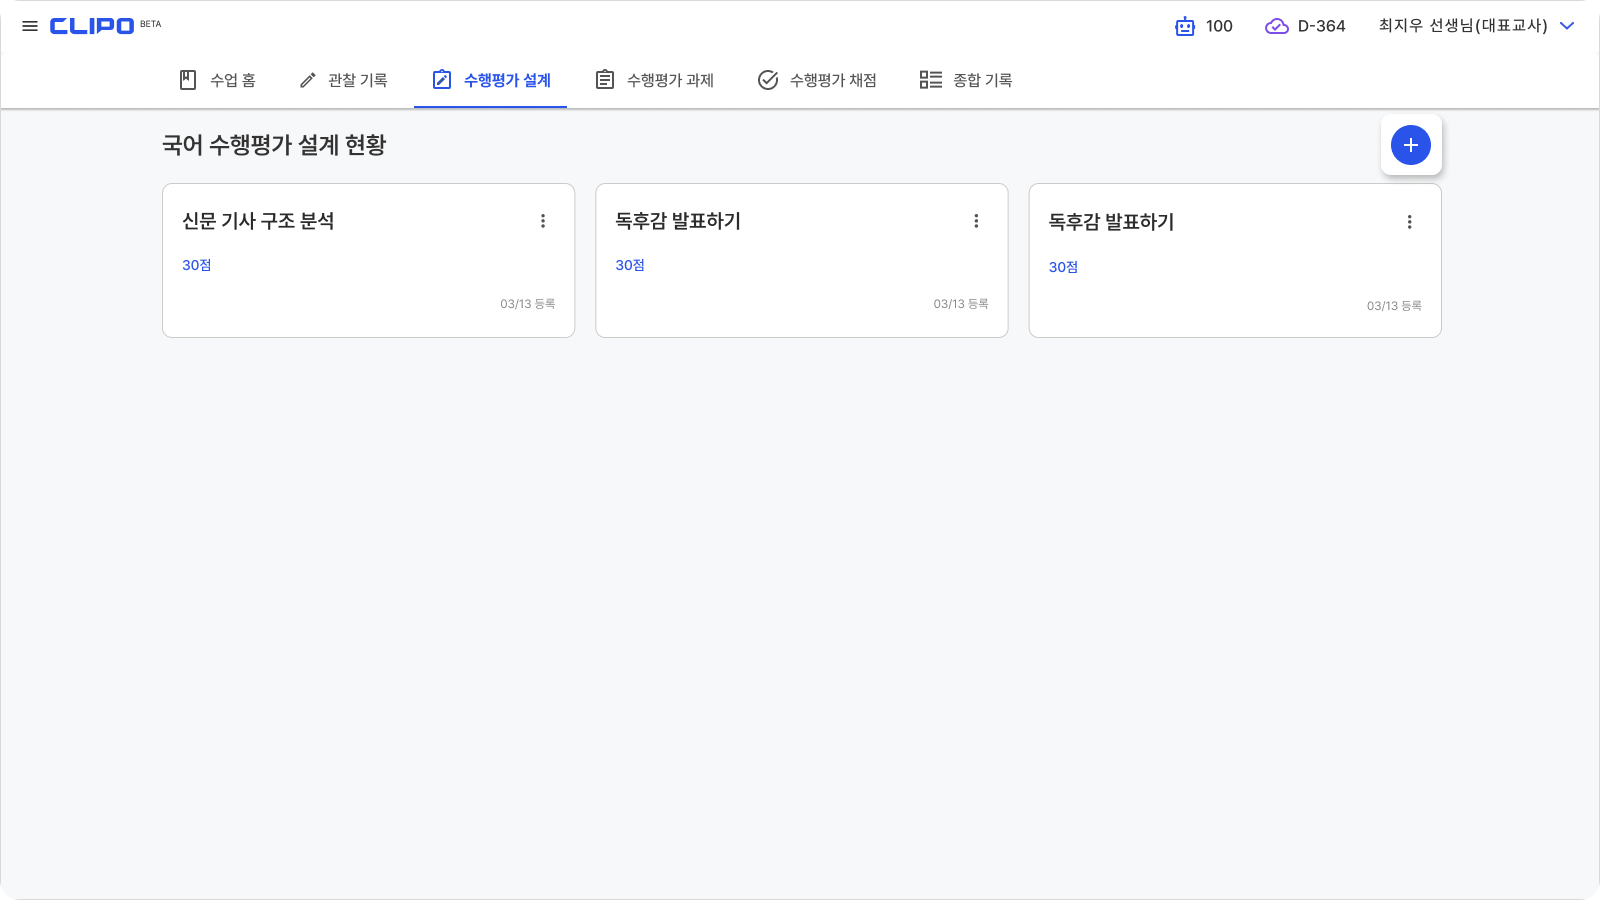 CLIPO BETA
100
D-364
최지우 선생님(대표교사)
수업 홈
관찰 기록
수행평가 설계
수행평가 과제
수행평가 채점
종합 기록
국어 수행평가 설계 현황
신문 기사 구조 분석
30점
03/13 등록
독후감 발표하기
30점
03/13 등록
독후감 발표하기
30점
03/13 등록